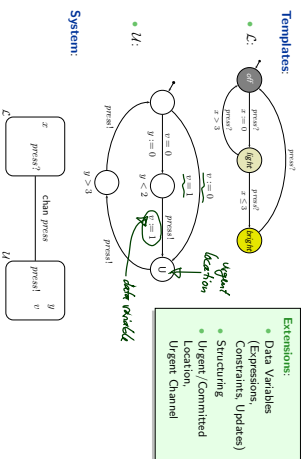 Templates:
• L:
off
light
bright
press?
x := 0
press?
x ≤ 3
press?
press?
x > 3
• U:
v := 0
v = 0
y := 0
v = 1
y < 2
press!
v := 1
U
press!
press!
y > 3
urgent
location
data variable
System:
x
press?
L
chan press
y
press!
v
U
Extensions:
• Data Variables
(Expressions,
Constraints, Updates)
• Structuring
• Urgent/Committed
Location,
Urgent Channel